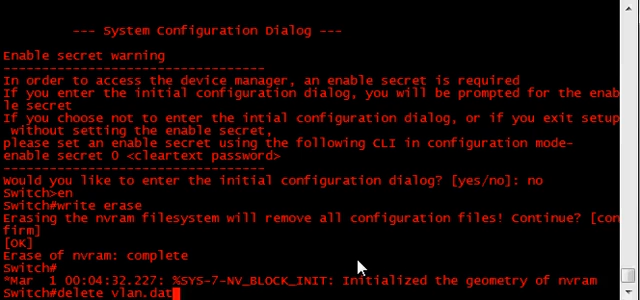 --- System Configuration Dialog ---
Enable secret warning
----------------------------------
In order to access the device manager, an enable secret is required
If you enter the initial configuration dialog, you will be prompted for the enab
le secret
If you choose not to enter the intial configuration dialog, or if you exit setup
without setting the enable secret,
please set an enable secret using the following CLI in configuration mode-
enable secret 0 <Cleartext password>
----------------------------------
Would you like to enter the initial configuration dialog? [yes/no]: no
Switch>en
Switch#write erase
Erasing the nvram filesystem will remove all configuration files! Continue? [con
firm]
[OK]
Erase of nvram: complete
Switch#
*Mar  1 00:04:32.227: %SYS-7-NV_BLOCK_INIT: Initialized the geometry of nvram
Switch#delete vlan.dat